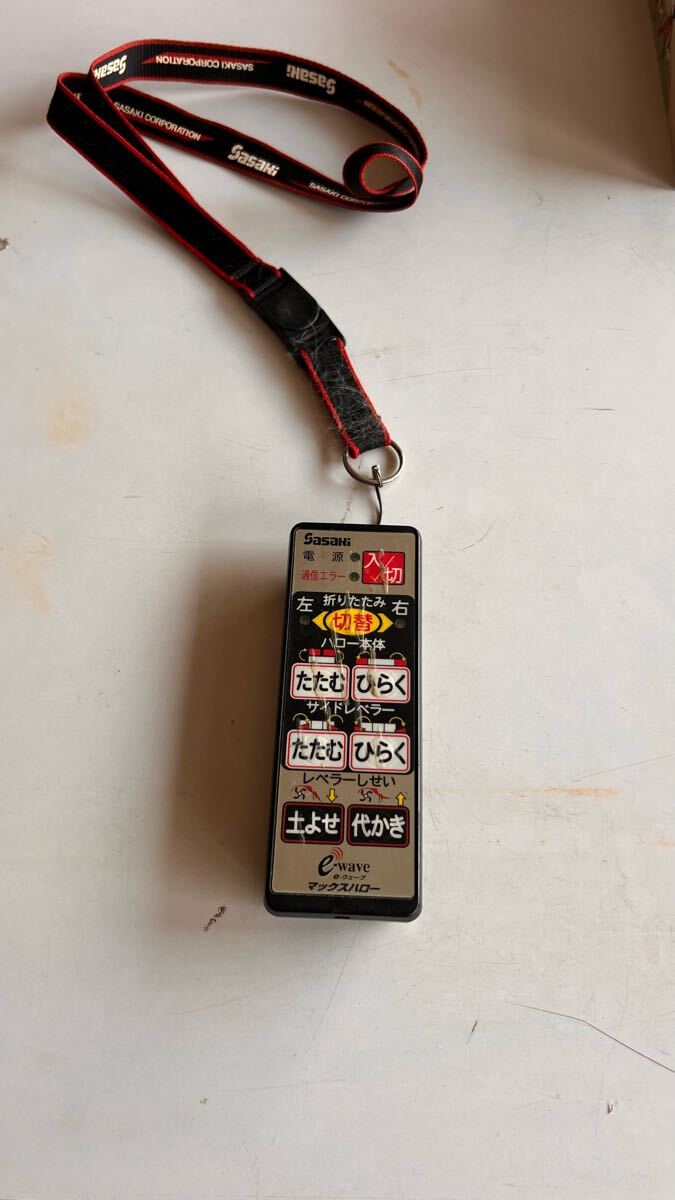 Sasaki
SASAKI CORPORATION
Sasaki
SASAKI CORPORATION
Sasaki
SASAKI CORPORATION
Sasaki
電源
入/切
通信エラー
左 折りたたみ 右
切替
ハロー本体
たたむ ひらく
サイドレベラー
たたむ ひらく
レベラーしせい
土よせ 代かき
e-wave
e-ウェーブ
マックスハロー